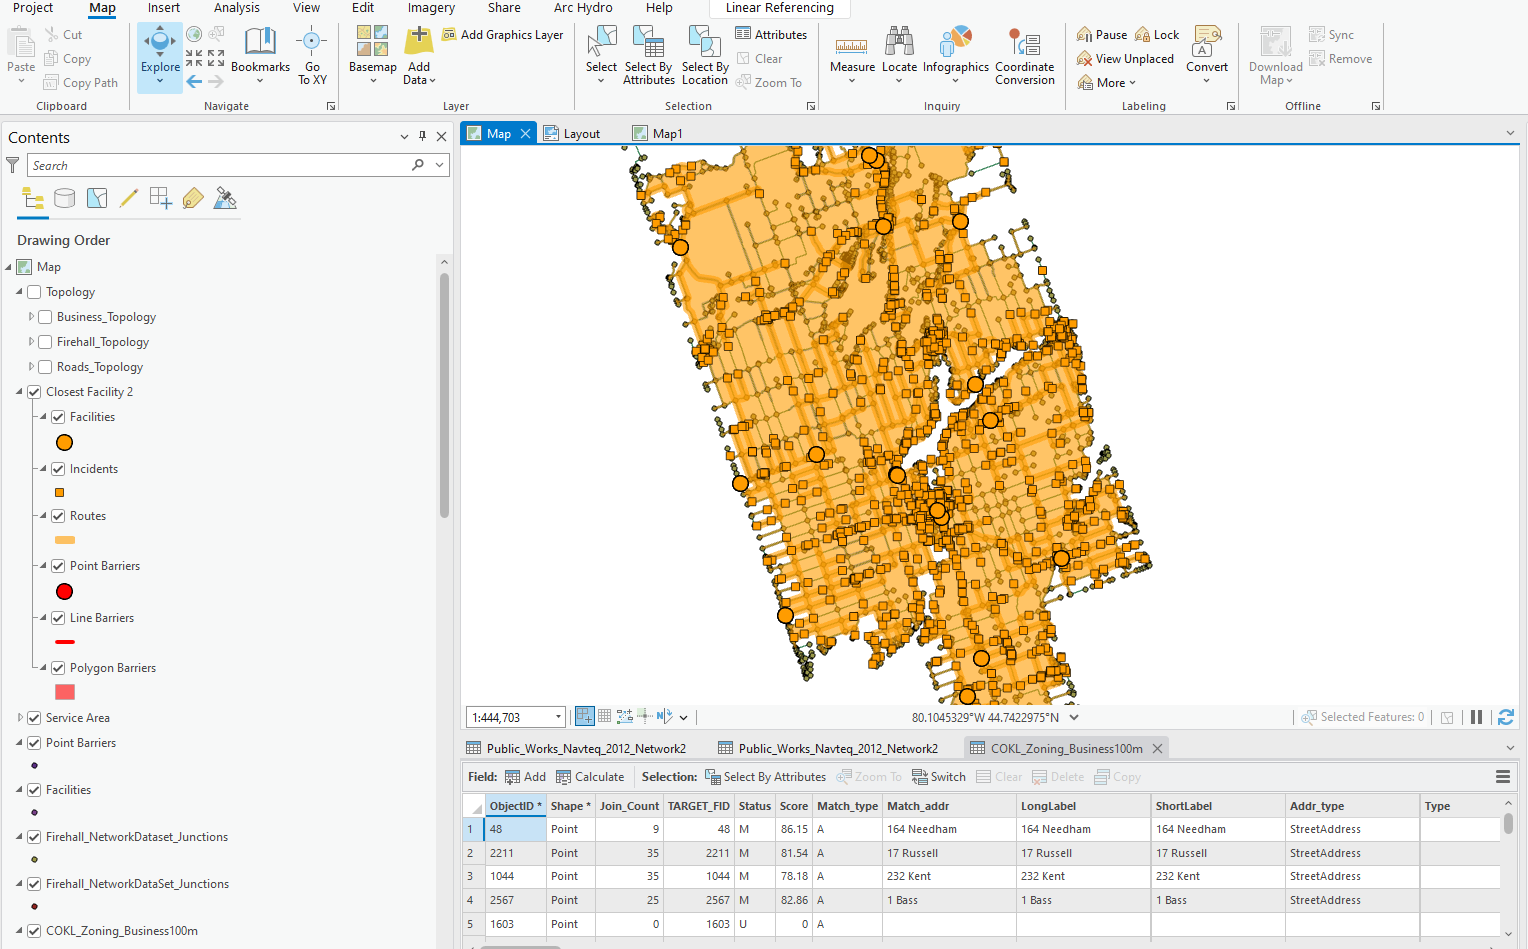 Project Map Insert Analysis View Edit Imagery Share Arc Hydro Help Linear Referencing
Paste
Cut
Copy
Copy Path
Clipboard
Explore
Bookmarks
Go To XY
Navigate
Basemap
Add Data
Add Graphics Layer
Layer
Select
Select By Attributes
Select By Location
Attributes
Clear
Zoom To
Selection
Measure
Locate
Infographics
Coordinate Conversion
Inquiry
Pause
Lock
View Unplaced
More
Convert
Labeling
Download Map
Sync
Remove
Offline
Contents
Search
Drawing Order
Map
Topology
Business_Topology
Firehall_Topology
Roads_Topology
Closest Facility 2
Facilities
Incidents
Routes
Point Barriers
Line Barriers
Polygon Barriers
Service Area
Point Barriers
Facilities
Firehall_NetworkDataset_Junctions
Firehall_NetworkDataSet_Junctions
COKL_Zoning_Business100m
Map Layout Map1
1:444,703
80.1045329°W 44.7422975°N
Selected Features: 0
Public_Works_Navteq_2012_Network2 Public_Works_Navteq_2012_Network2 COKL_Zoning_Business100m
Field: Add Calculate Selection: Select By Attributes Zoom To Switch Clear Delete Copy
ObjectID * Shape * Join_Count TARGET_FID Status Score Match_type Match_addr LongLabel ShortLabel Addr_type Type
1 48 Point 9 48 M 86.15 A 164 Needham 164 Needham 164 Needham StreetAddress
2 2211 Point 35 2211 M 81.54 A 17 Russell 17 Russell 17 Russell StreetAddress
3 1044 Point 35 1044 M 78.18 A 232 Kent 232 Kent 232 Kent StreetAddress
4 2567 Point 25 2567 M 82.86 A 1 Bass 1 Bass 1 Bass StreetAddress
5 1603 Point 0 1603 U 0 A